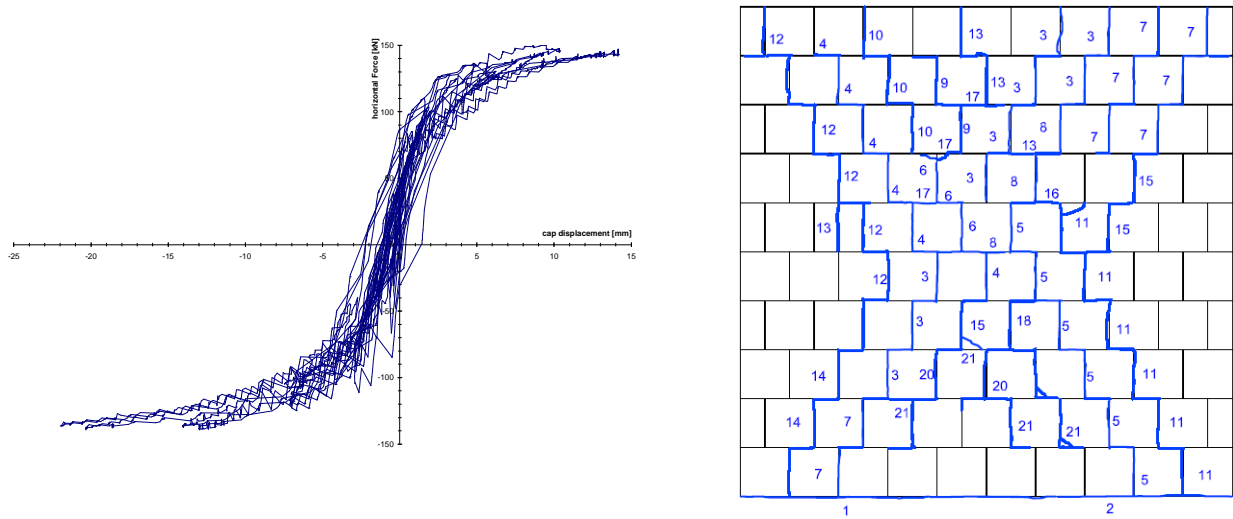 horizontal Force [kN]
150
100
50
cap displacement [mm]
-25 -20 -15 -10 -5 5 10 15
-50
-100
-150
12 4 10 13 3 3 7 7
4 10 9 17 13 3 3 7 7
12 4 10 17 9 3 8 13 7 7
12 4 6 17 6 3 8 16 15
13 12 4 6 8 5 11 15
12 3 4 5 11
3 15 18 5 11
14 3 20 21 20 5 11
14 7 21 21 21 5 11
7 5 11
1 2